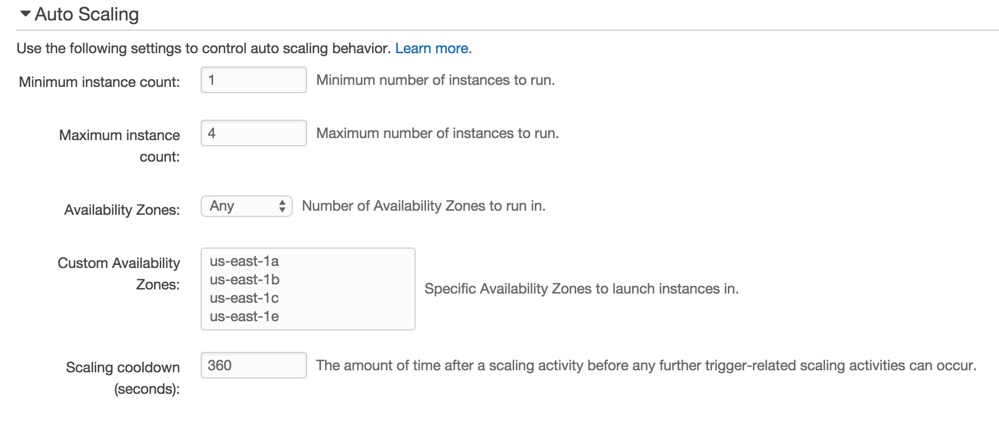 Auto Scaling
Use the following settings to control auto scaling behavior. Learn more.
Minimum instance count: 1 Minimum number of instances to run.
Maximum instance count: 4 Maximum number of instances to run.
Availability Zones: Any Number of Availability Zones to run in.
Custom Availability Zones:
us-east-1a
us-east-1b
us-east-1c
us-east-1e
Specific Availability Zones to launch instances in.
Scaling cooldown (seconds): 360 The amount of time after a scaling activity before any further trigger-related scaling activities can occur.